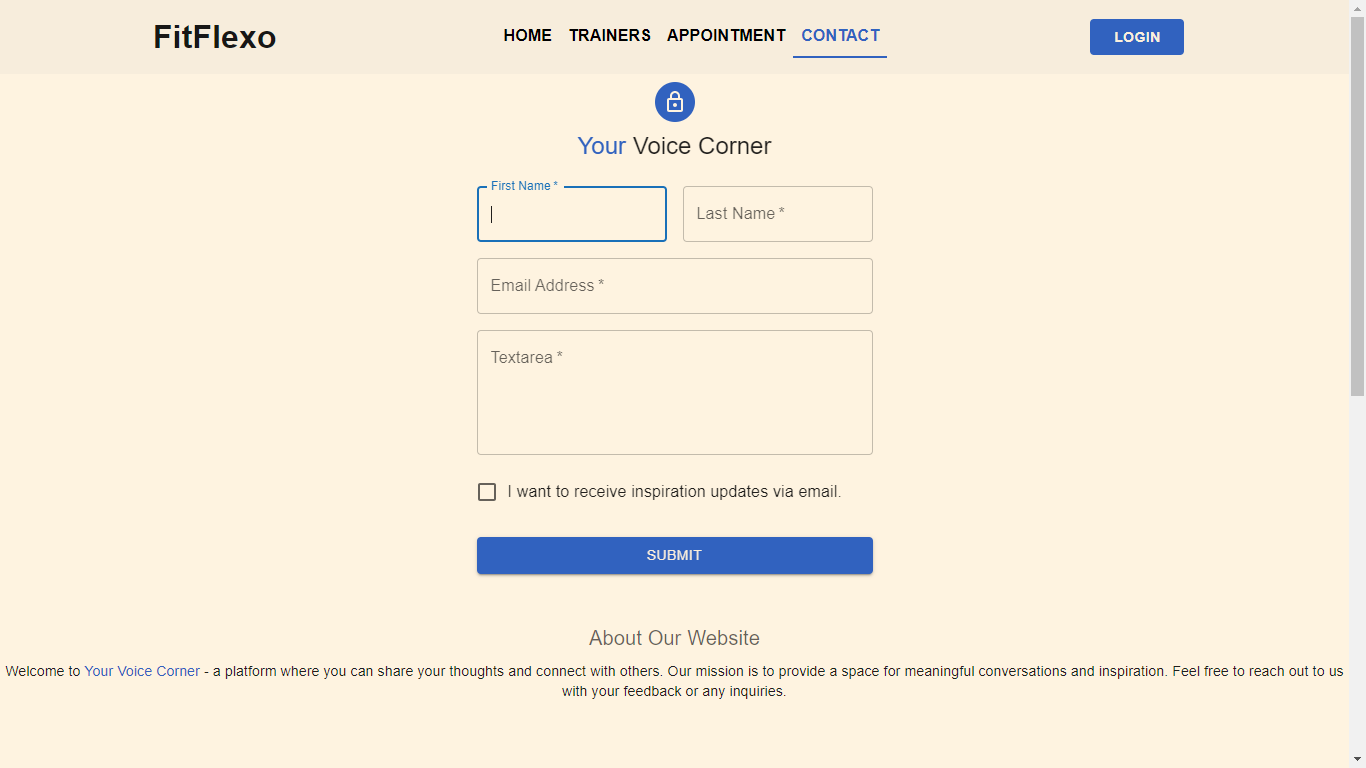 FitFlexo HOME TRAINERS APPOINTMENT CONTACT LOGIN
Your Voice Corner
First Name *
Last Name *
Email Address *
Textarea *
I want to receive inspiration updates via email.
SUBMIT
About Our Website
Welcome to Your Voice Corner - a platform where you can share your thoughts and connect with others. Our mission is to provide a space for meaningful conversations and inspiration. Feel free to reach out to us
with your feedback or any inquiries.